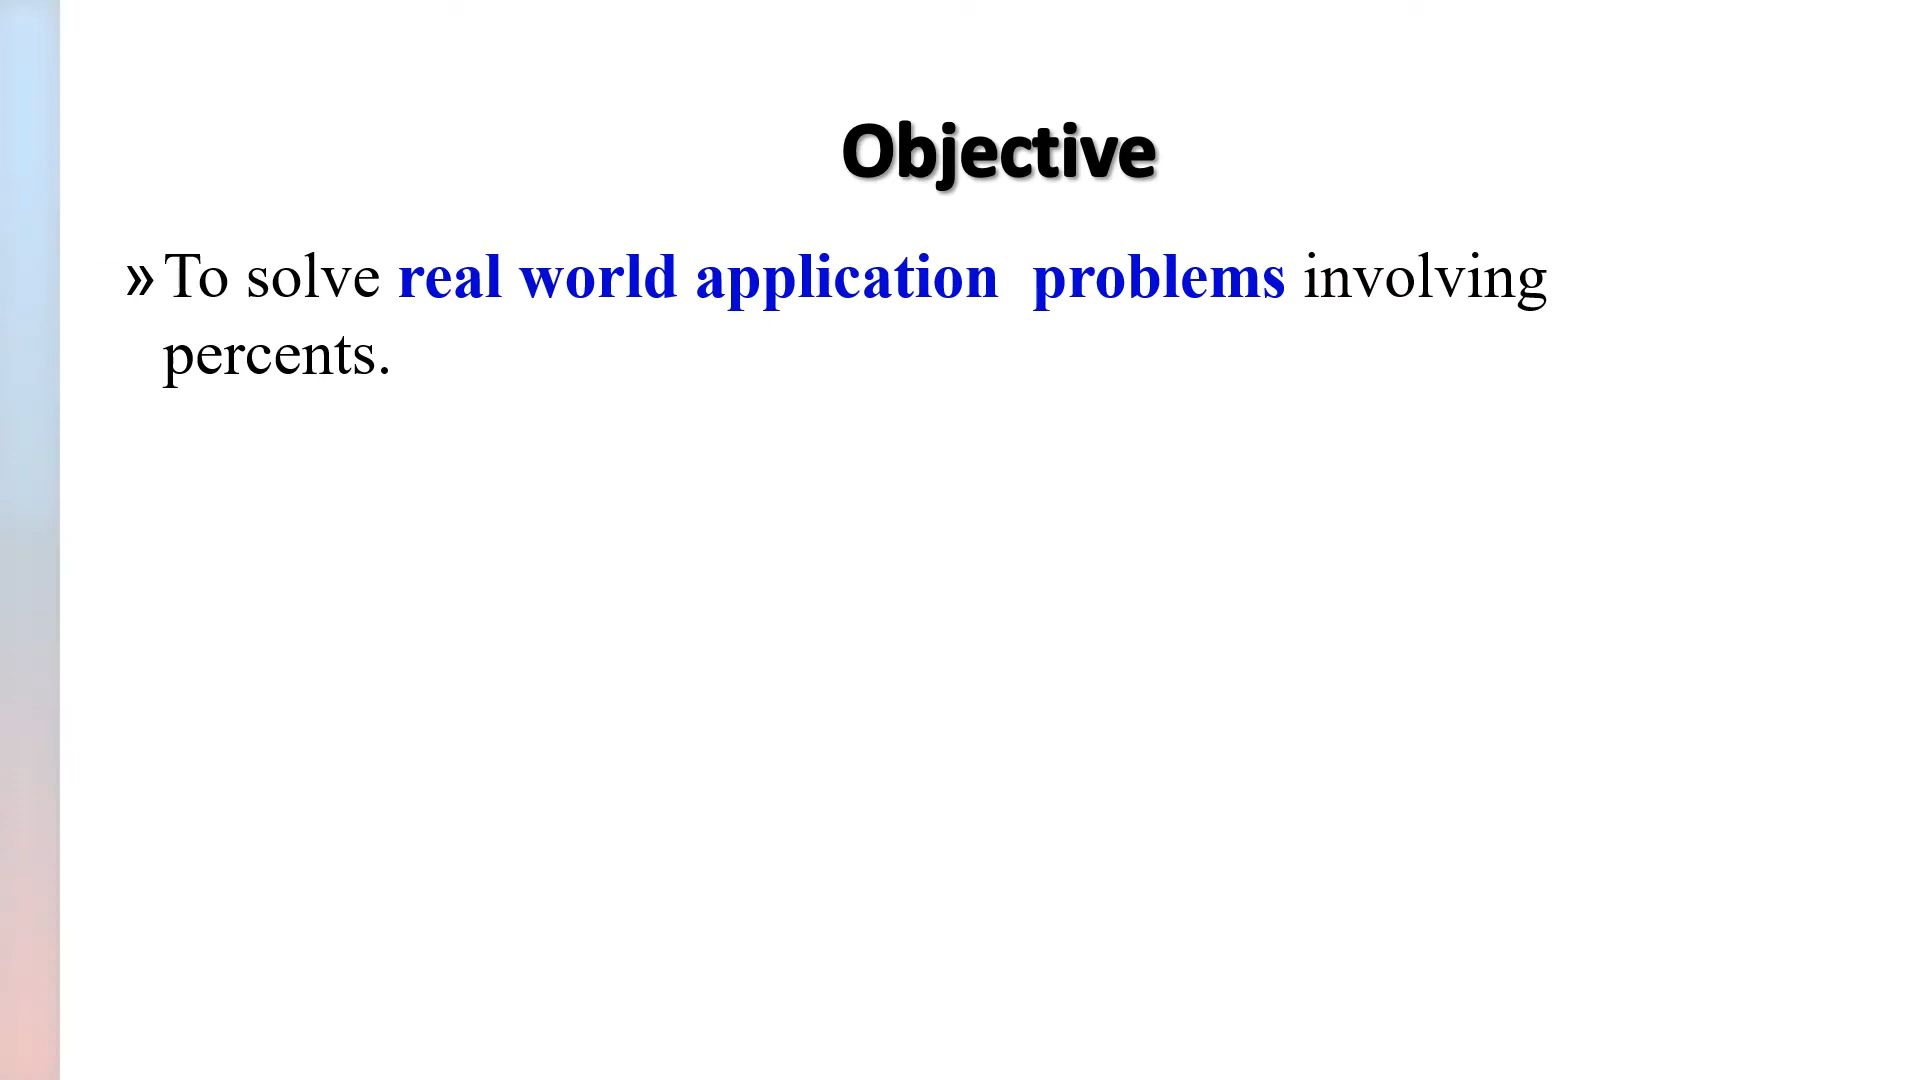 Objective
» To solve real world application  problems involving
percents.